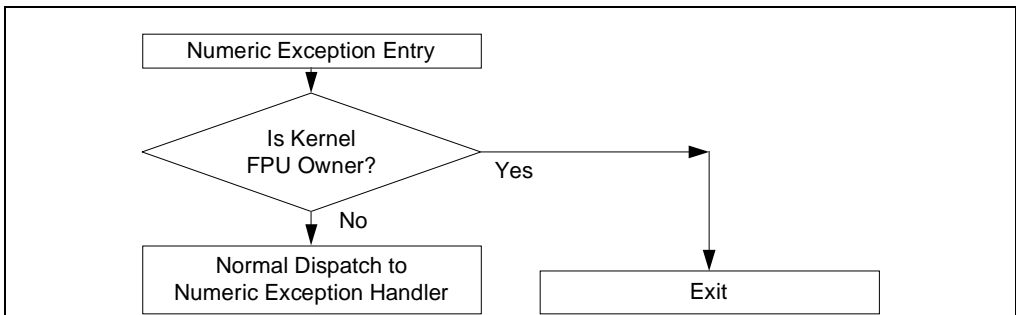 Numeric Exception Entry
Is Kernel
FPU Owner?
Yes
No
Normal Dispatch to
Numeric Exception Handler
Exit